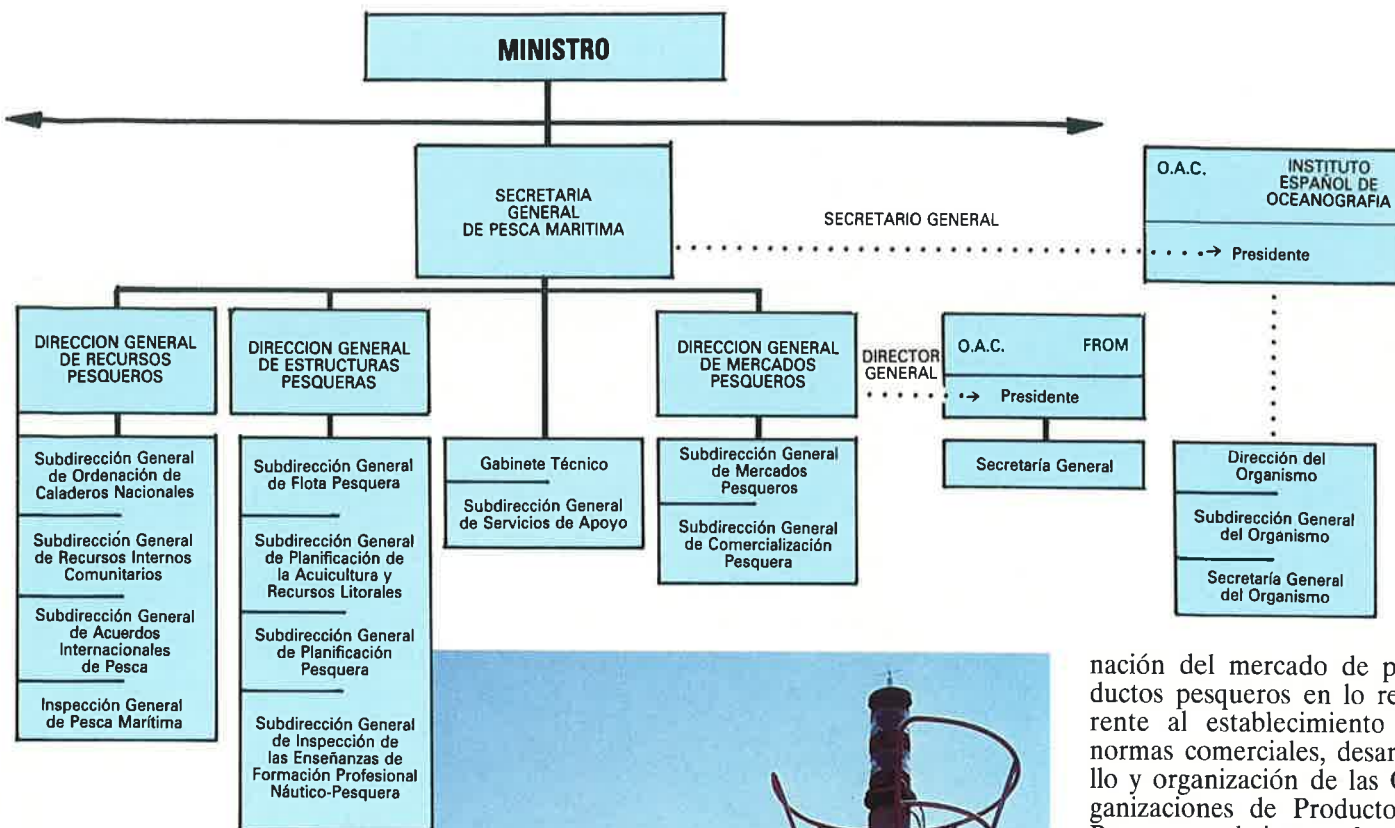 MINISTRO
SECRETARIA
GENERAL
DE PESCA MARITIMA
SECRETARIO GENERAL
O.A.C. INSTITUTO
ESPAÑOL DE
OCEANOGRAFIA
Presidente
DIRECCION GENERAL
DE RECURSOS
PESQUEROS
DIRECCION GENERAL
DE ESTRUCTURAS
PESQUERAS
DIRECCION GENERAL
DE MERCADOS
PESQUEROS
DIRECTOR
GENERAL
O.A.C. FROM
Presidente
Subdirección General
de Ordenación de
Caladeros Nacionales
Subdirección General
de Recursos Internos
Comunitarios
Subdirección General
de Acuerdos
Internacionales
de Pesca
Inspección General
de Pesca Marítima
Subdirección General
de Flota Pesquera
Subdirección General
de Planificación de
la Acuicultura y
Recursos Litorales
Subdirección General
de Planificación
Pesquera
Subdirección General
de Inspección de
las Enseñanzas de
Formación Profesional
Náutico-Pesquera
Gabinete Técnico
Subdirección General
de Servicios de Apoyo
Subdirección General
de Mercados
Pesqueros
Subdirección General
de Comercialización
Pesquera
Secretaría General
Dirección del
Organismo
Subdirección General
del Organismo
Secretaría General
del Organismo
nación del mercado de p
ductos pesqueros en lo re
rente al establecimiento
normas comerciales, desar
llo y organización de las
ganizaciones de Producto